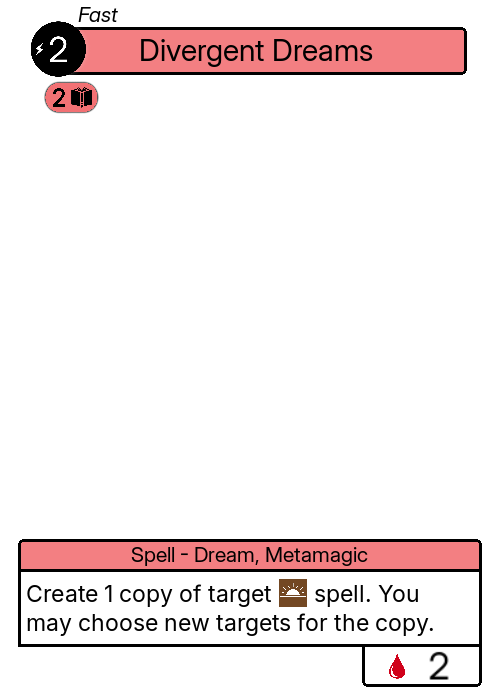 Fast
2 Divergent Dreams
2
Spell - Dream, Metamagic
Create 1 copy of target spell. You
may choose new targets for the copy.
2